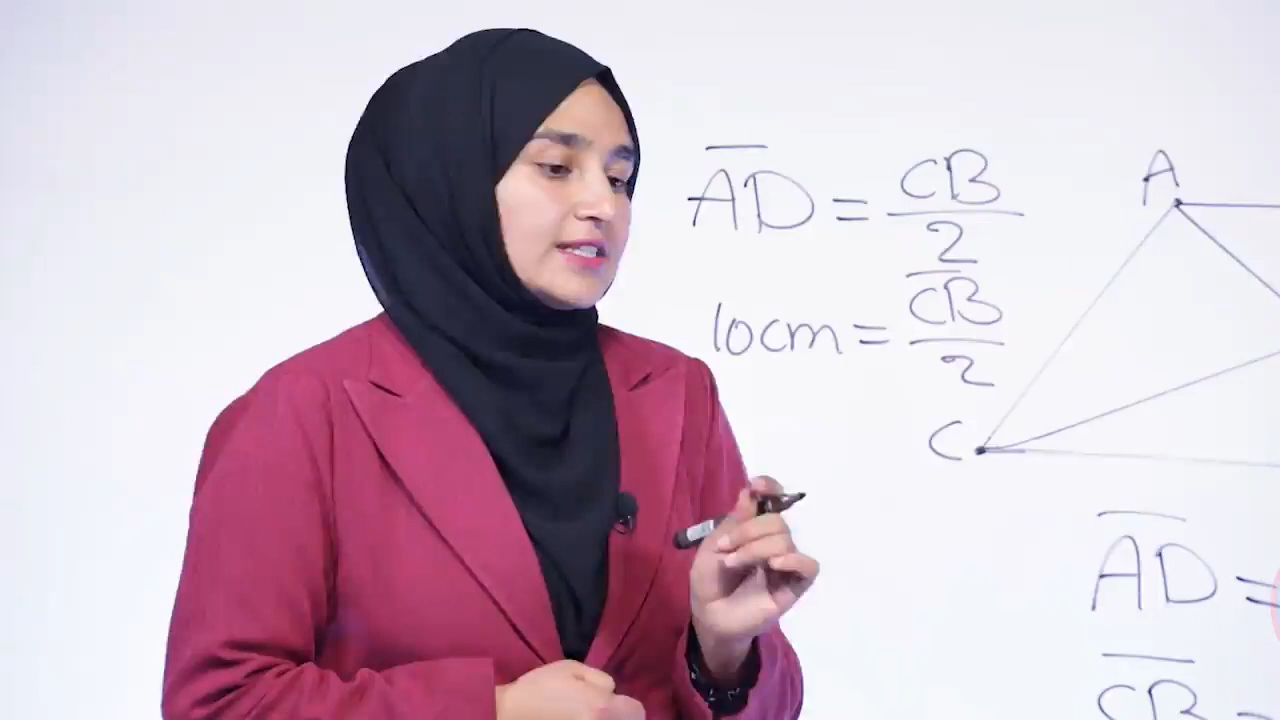 AD = CB
2
10cm = CB
2
A
C
AD =
CB =